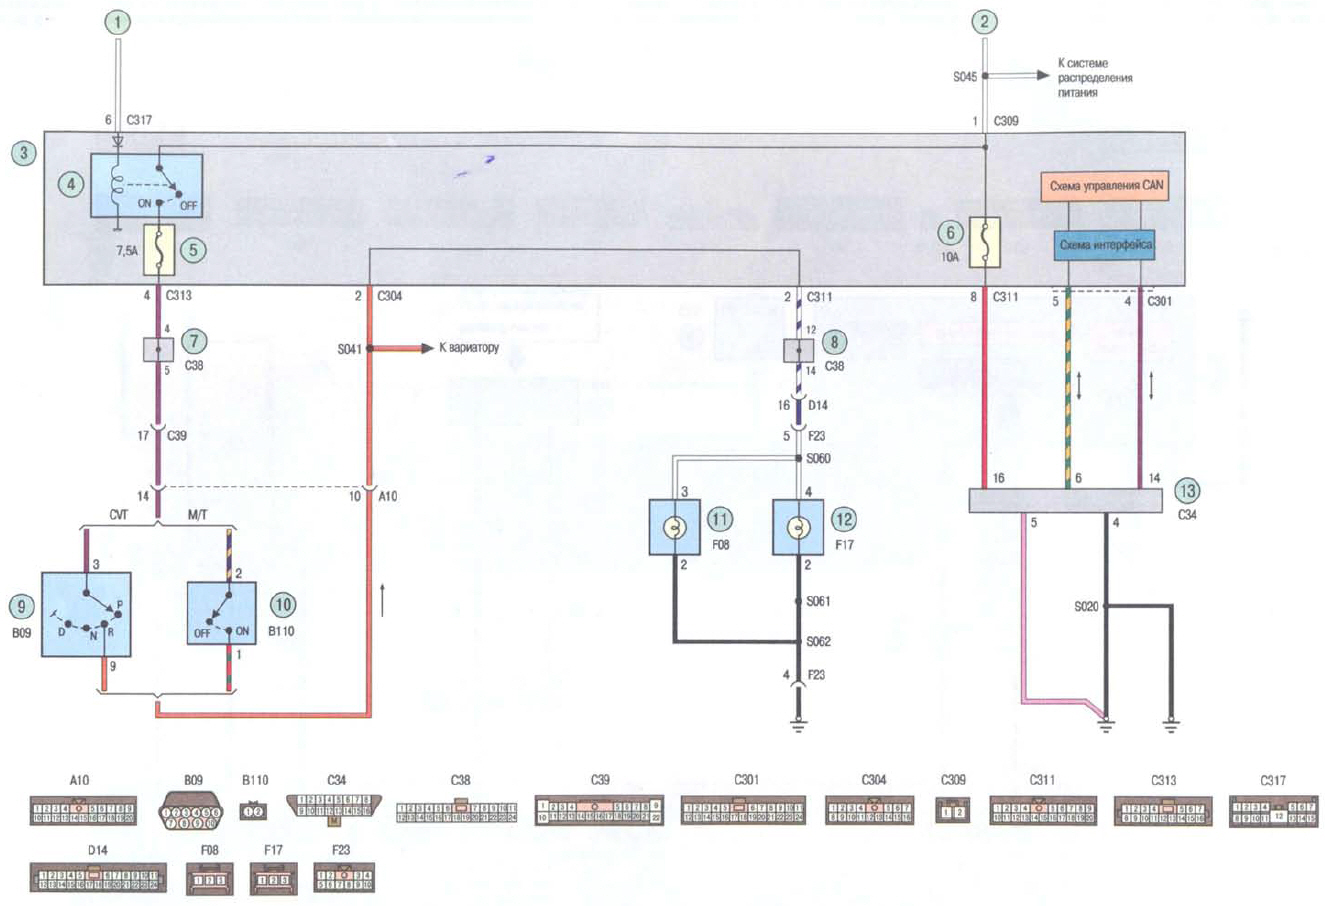 1
2
S045
К системе
распределения
питания
6 C317
1 C309
3
4
ON
OFF
7,5A
5
6
10A
Схема управления CAN
Схема интерфейса
4 C313
2 C304
2 C311
8 C311
5
4 C301
4
7
C38
5
S041
К вариатору
12
8
C38
14
16 D14
5 F23
S060
17 C39
14
10 A10
CVT
M/T
3
2
9
B09
P
D
N
R
9
OFF
ON
10
B110
1
3
4
11
F08
12
F17
2
2
S061
S062
4 F23
16
6
14
13
C34
5
4
S020
A10
B09
B110
C34
C38
C39
C301
C304
C309
C311
C313
C317
D14
F08
F17
F23